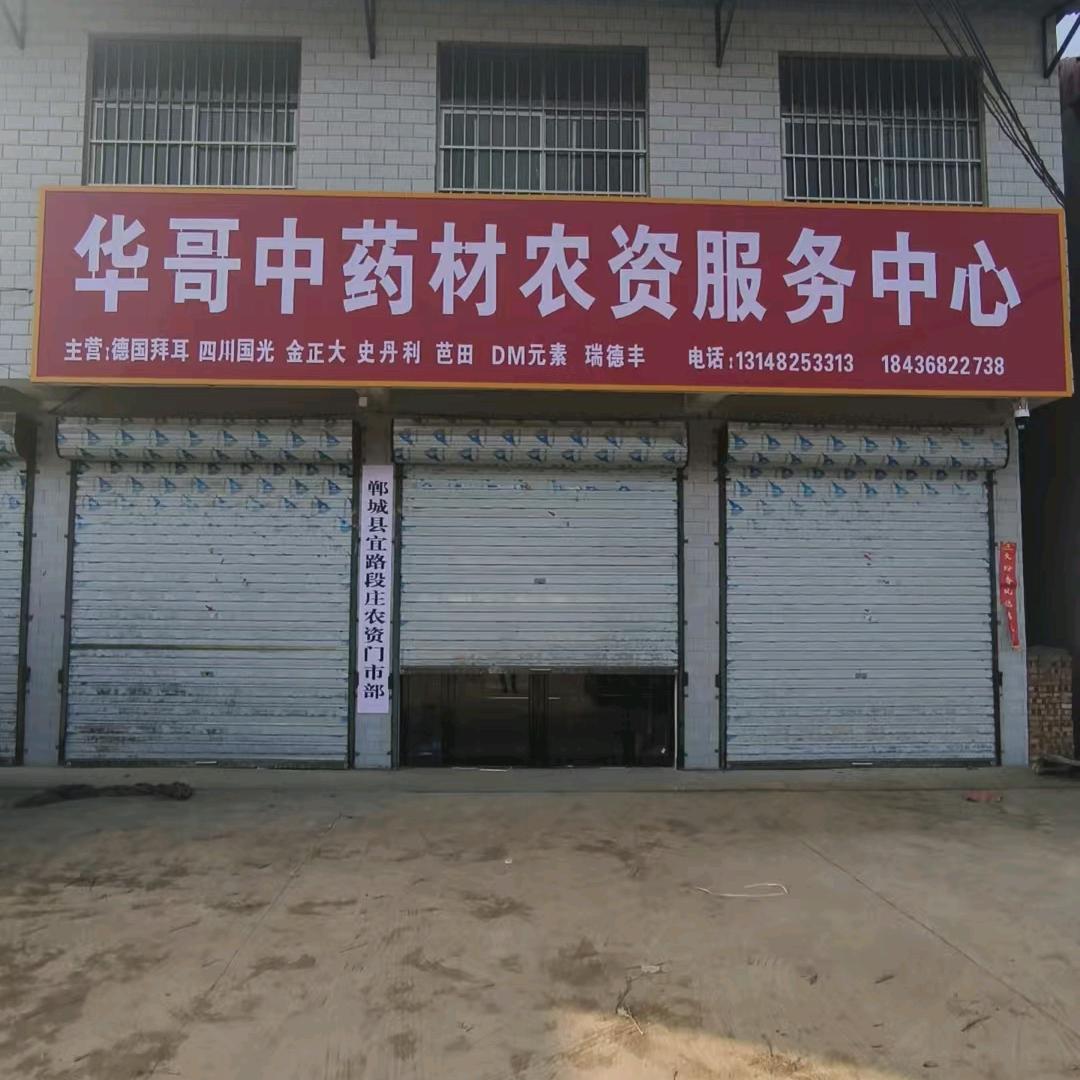 华哥中药材农资服务中心
主营:德国拜耳 四川国光 金正大 史丹利 芭田 DM元素 瑞德丰 电话:13148253313 18436822738
郸城县宜路段庄农资门市部